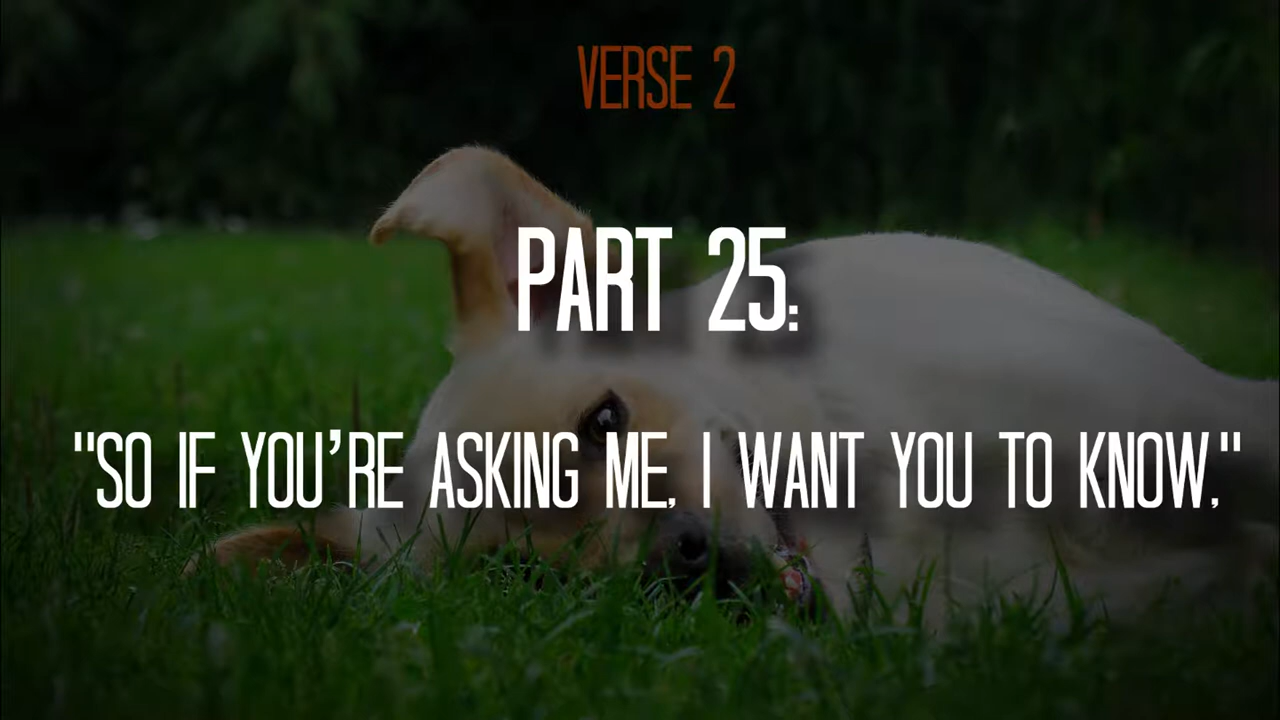 VERSE 2
PART 25:
"SO IF YOU’RE ASKING ME, I WANT YOU TO KNOW,"